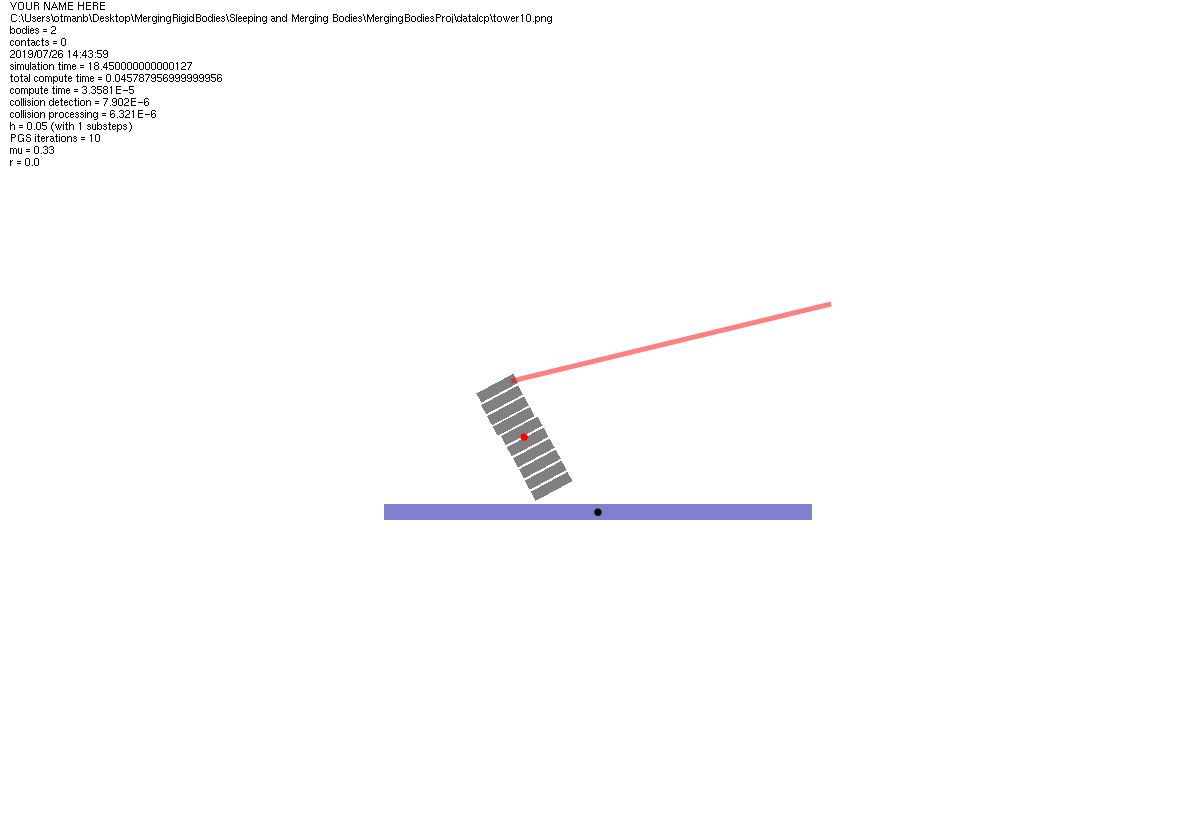 YOUR NAME HERE
C:\Users\otmanb\Desktop\MergingRigidBodies\Sleeping and Merging Bodies\MergingBodiesProj\datalcp\tower10.png
bodies = 2
contacts = 0
2019/07/26 14:43:59
simulation time = 18.450000000000127
total compute time = 0.045787956999999956
compute time = 3.3581E-5
collision detection = 7.902E-6
collision processing = 6.321E-6
h = 0.05 (with 1 substeps)
PGS iterations = 10
mu = 0.33
r = 0.0